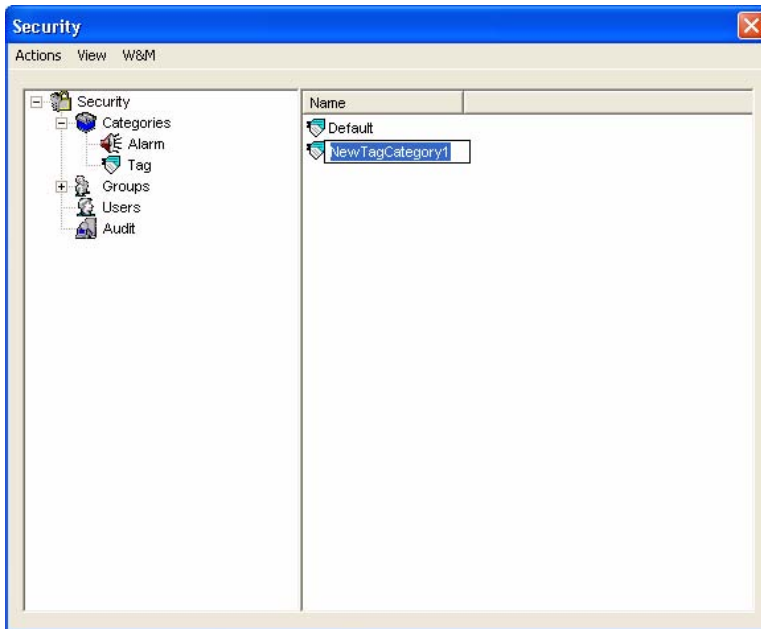 Security
Actions View W&M
Security
Categories
Alarm
Tag
Groups
Users
Audit
Name
Default
NewTagCategory1